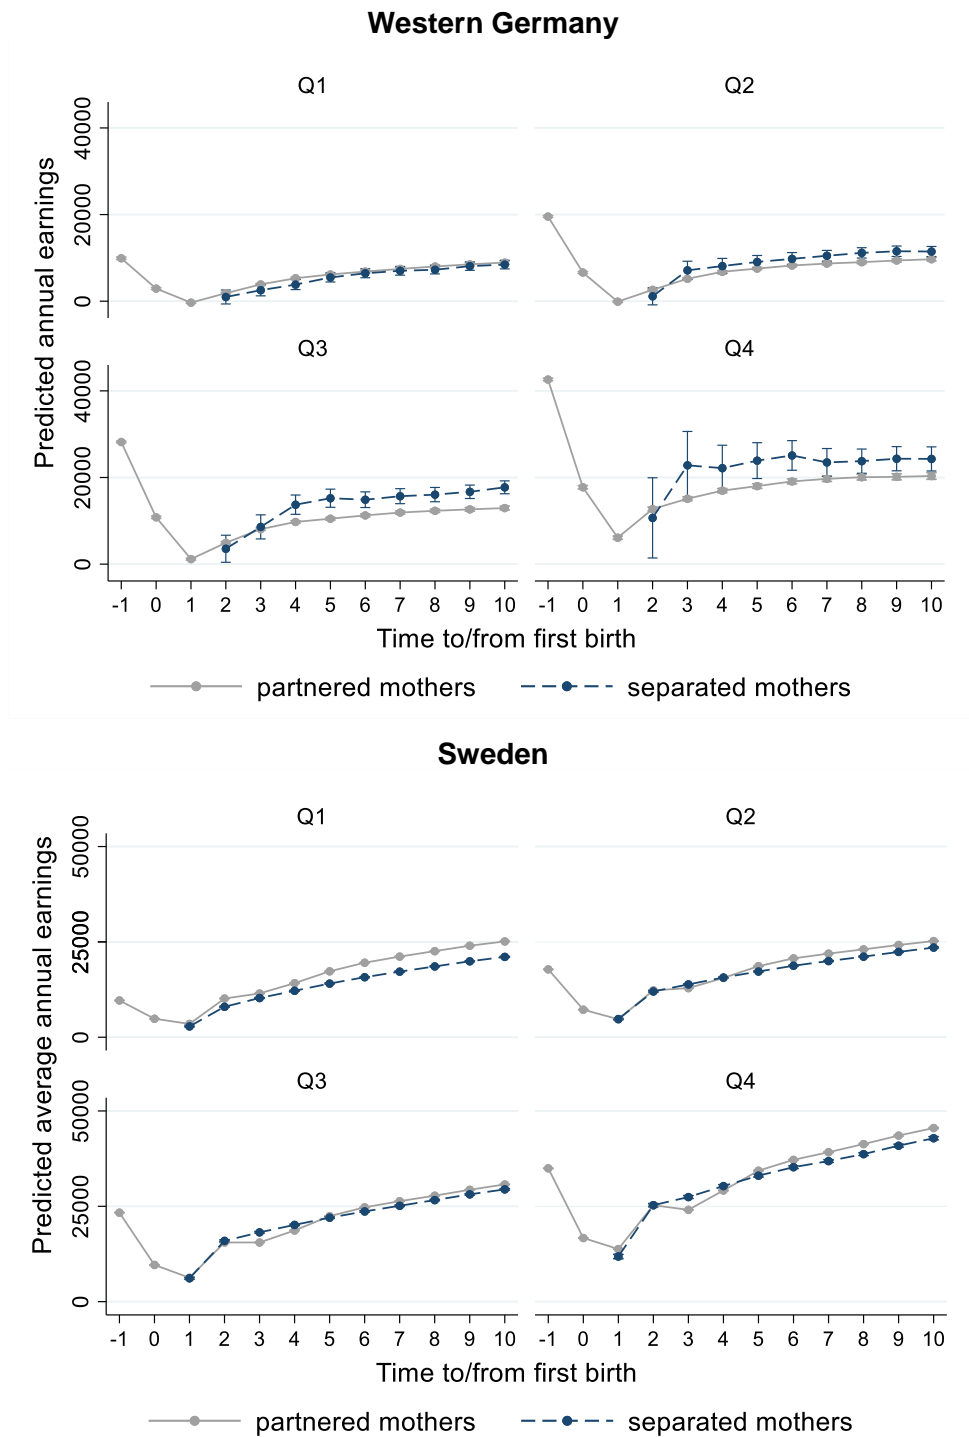 Western Germany
Q1
Q2
40000
20000
0
Q3
Q4
40000
20000
0
Predicted annual earnings
-1 0 1 2 3 4 5 6 7 8 9 10
-1 0 1 2 3 4 5 6 7 8 9 10
Time to/from first birth
partnered mothers
separated mothers
Sweden
Q1
Q2
50000
25000
0
Q3
Q4
50000
25000
0
Predicted average annual earnings
-1 0 1 2 3 4 5 6 7 8 9 10
-1 0 1 2 3 4 5 6 7 8 9 10
Time to/from first birth
partnered mothers
separated mothers